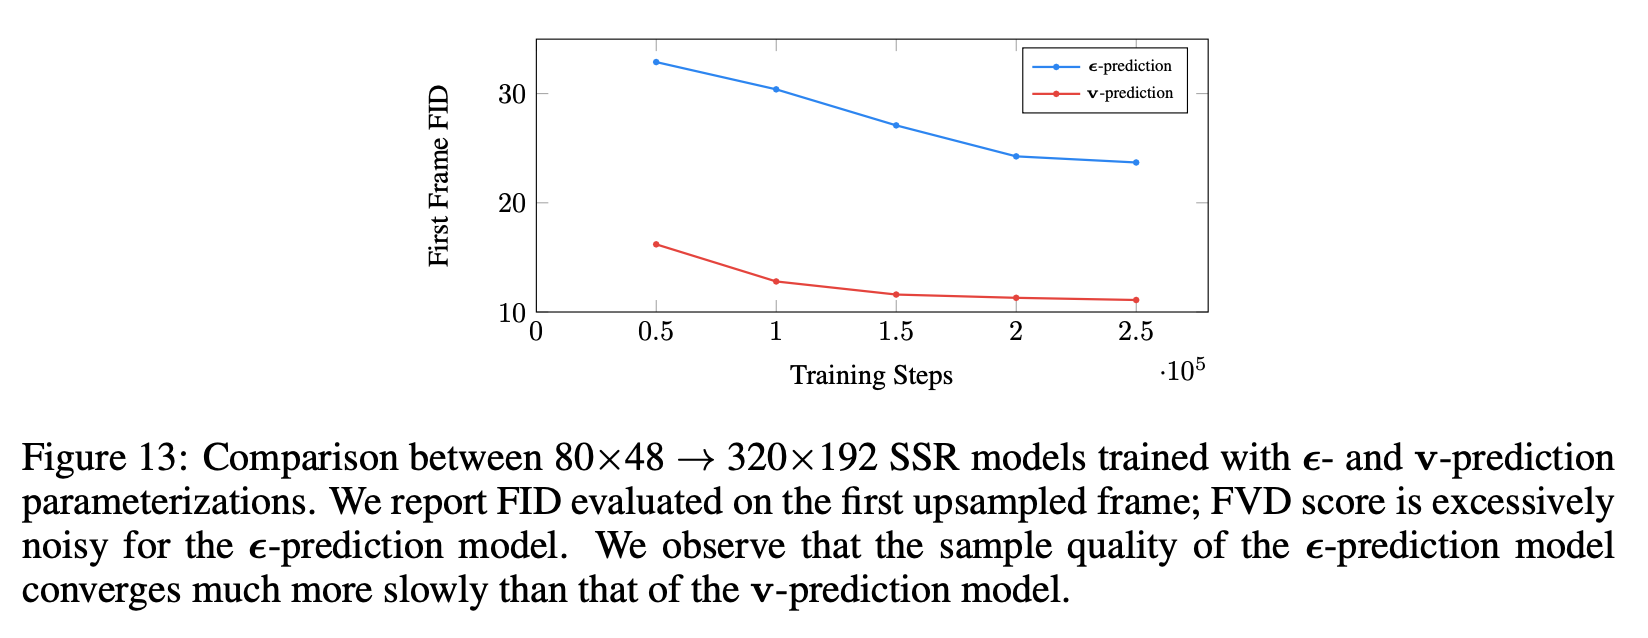 ϵ-prediction
v-prediction
30
20
10
First Frame FID
0 0.5 1 1.5 2 2.5
·10⁵
Training Steps
Figure 13: Comparison between 80×48 → 320×192 SSR models trained with ϵ- and v-prediction
parameterizations. We report FID evaluated on the first upsampled frame; FVD score is excessively
noisy for the ϵ-prediction model. We observe that the sample quality of the ϵ-prediction model
converges much more slowly than that of the v-prediction model.